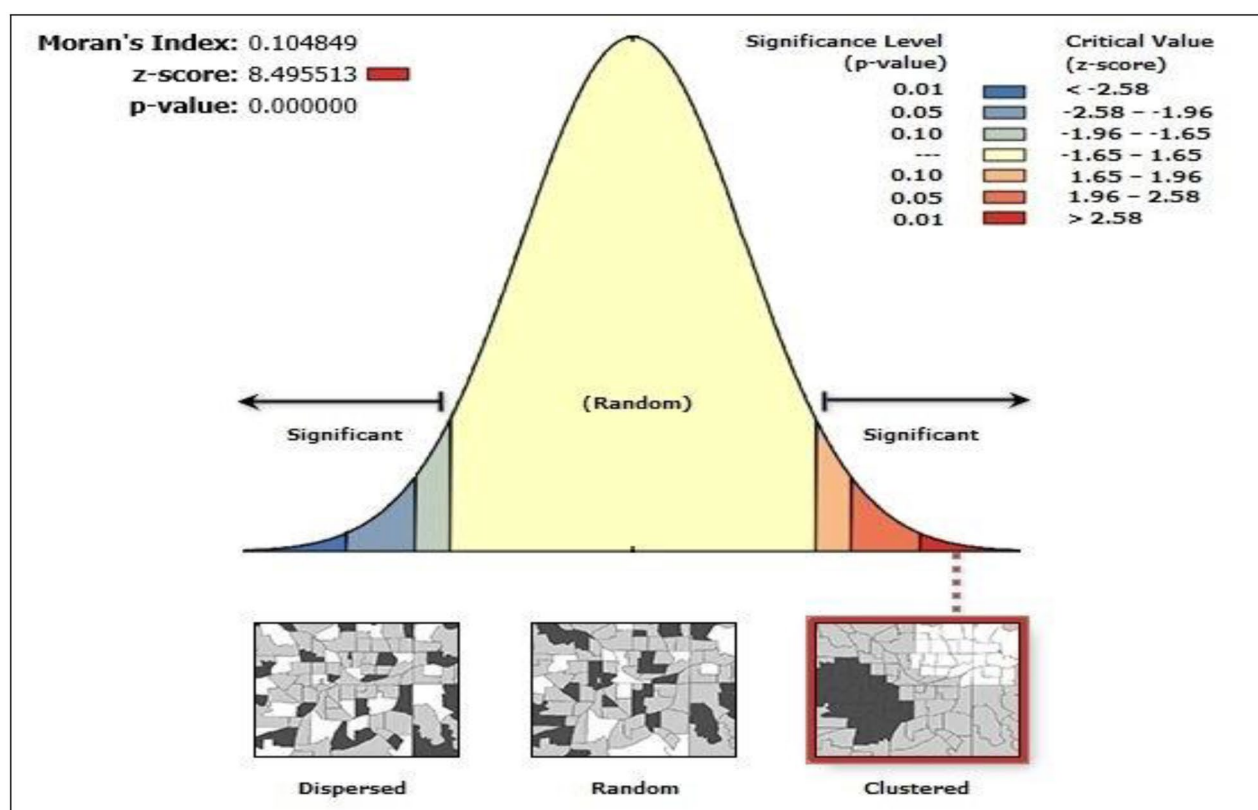 Moran's Index: 0.104849
z-score: 8.495513
p-value: 0.000000
Significance Level
(p-value)
Critical Value
(z-score)
0.01 < -2.58
0.05 -2.58 – -1.96
0.10 -1.96 – -1.65
--- -1.65 – 1.65
0.10 1.65 – 1.96
0.05 1.96 – 2.58
0.01 > 2.58
(Random)
Significant
Significant
Dispersed
Random
Clustered